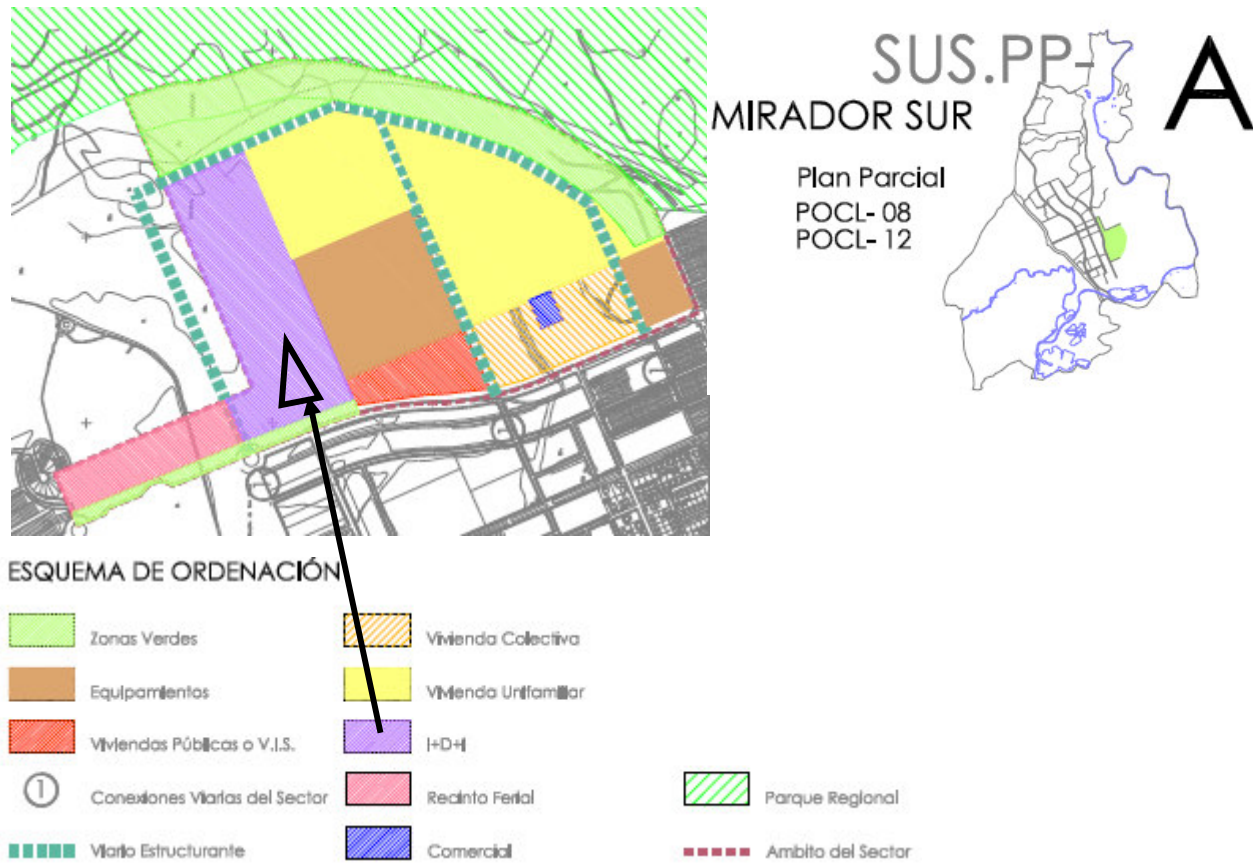 SUS.PP-
A
MIRADOR SUR
Plan Parcial
POCL- 08
POCL- 12
ESQUEMA DE ORDENACIÓN
Zonas Verdes
Vivienda Colectiva
Equipamientos
Vivienda Unifamiliar
Viviendas Públicas o V.I.S.
I+D+I
1 Conexiones Viarias del Sector
Recinto Ferial
Parque Regional
Viario Estructurante
Comercial
Ambito del Sector